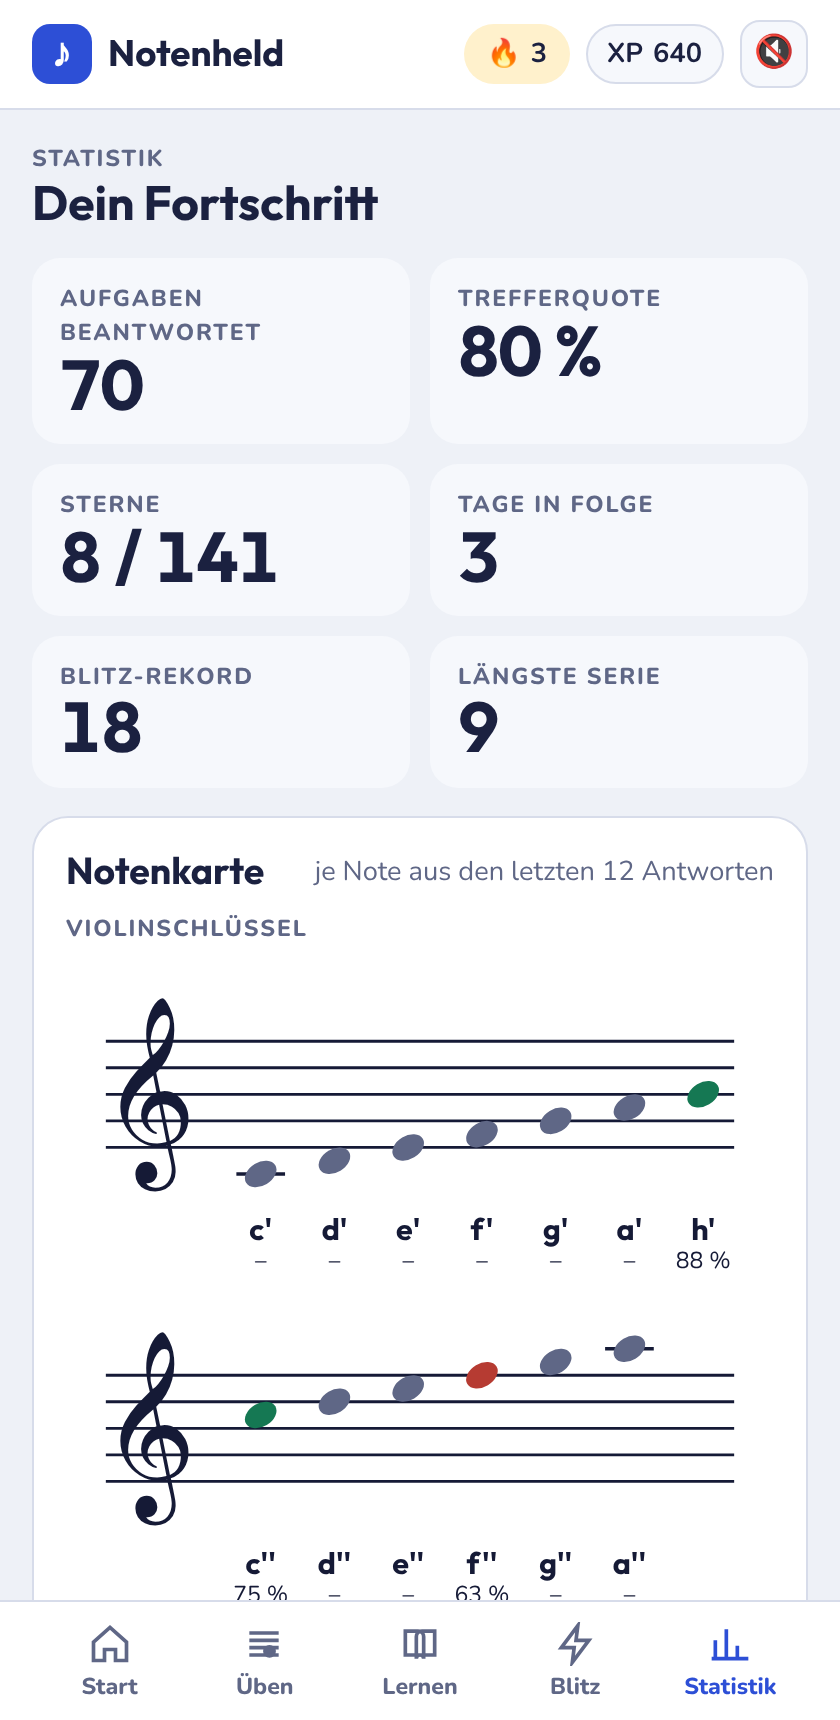 Notenheld
🔥 3
XP 640
STATISTIK
Dein Fortschritt
AUFGABEN
BEANTWORTET
70
TREFFERQUOTE
80 %
STERNE
8 / 141
TAGE IN FOLGE
3
BLITZ-REKORD
18
LÄNGSTE SERIE
9
Notenkarte
je Note aus den letzten 12 Antworten
VIOLINSCHLÜSSEL
c' d' e' f' g' a' h'
– – – – – – 88 %
c'' d'' e'' f'' g'' a''
75 % – – 63 % – –
Start
Üben
Lernen
Blitz
Statistik